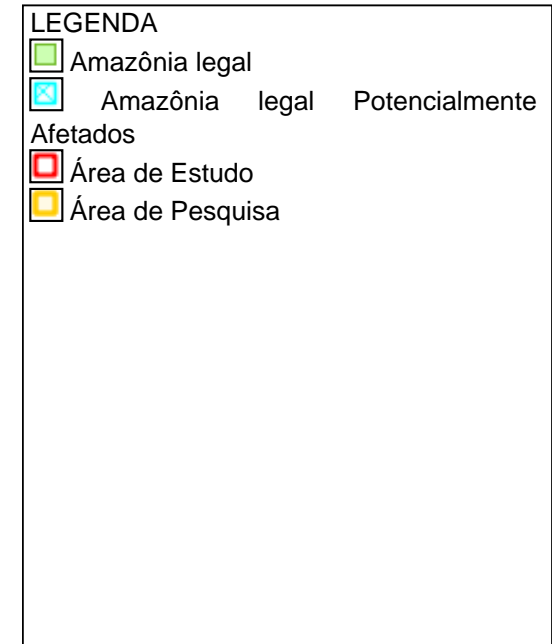 LEGENDA
Amazônia legal
Amazônia legal Potencialmente
Afetados
Área de Estudo
Área de Pesquisa